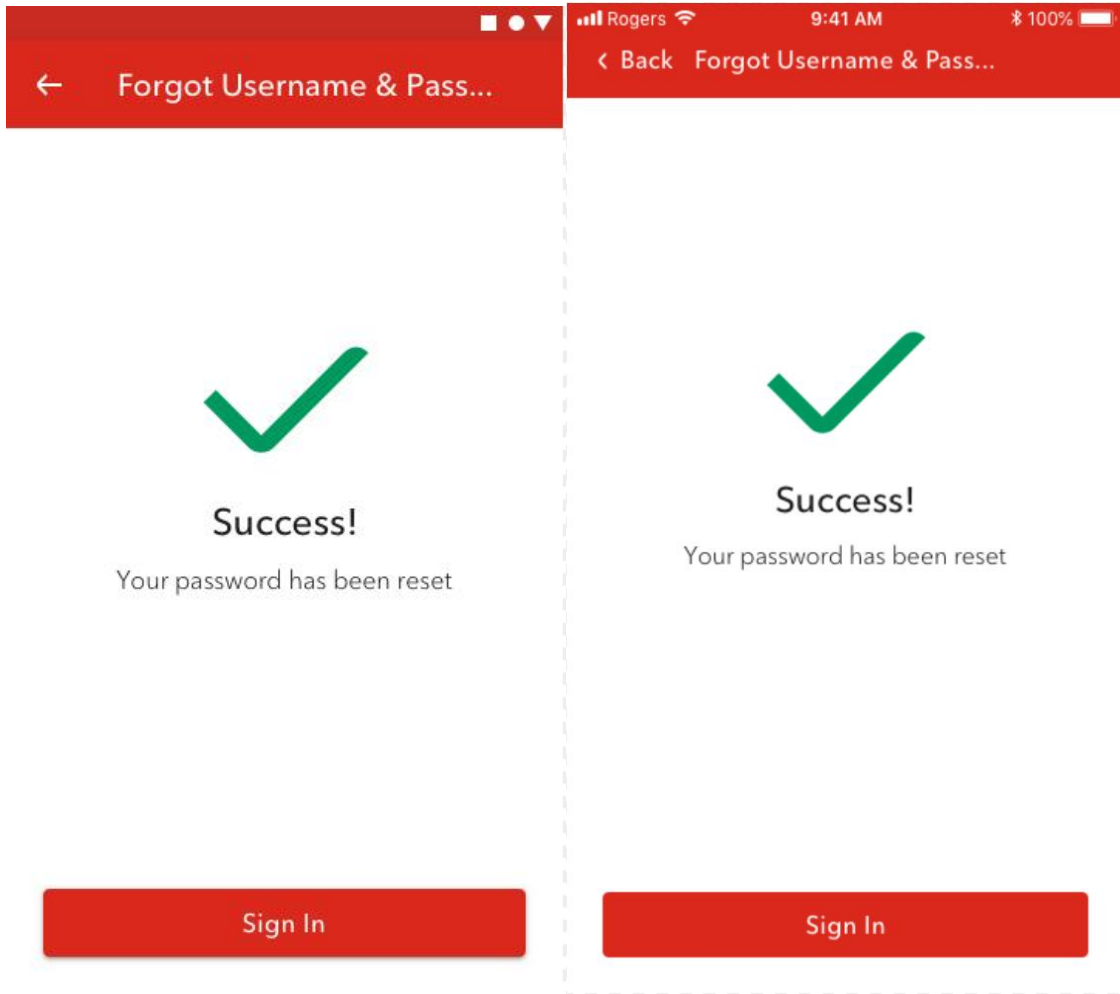 Forgot Username & Pass...
Success!
Your password has been reset
Sign In
Rogers 9:41 AM 100%
Back Forgot Username & Pass...
Success!
Your password has been reset
Sign In